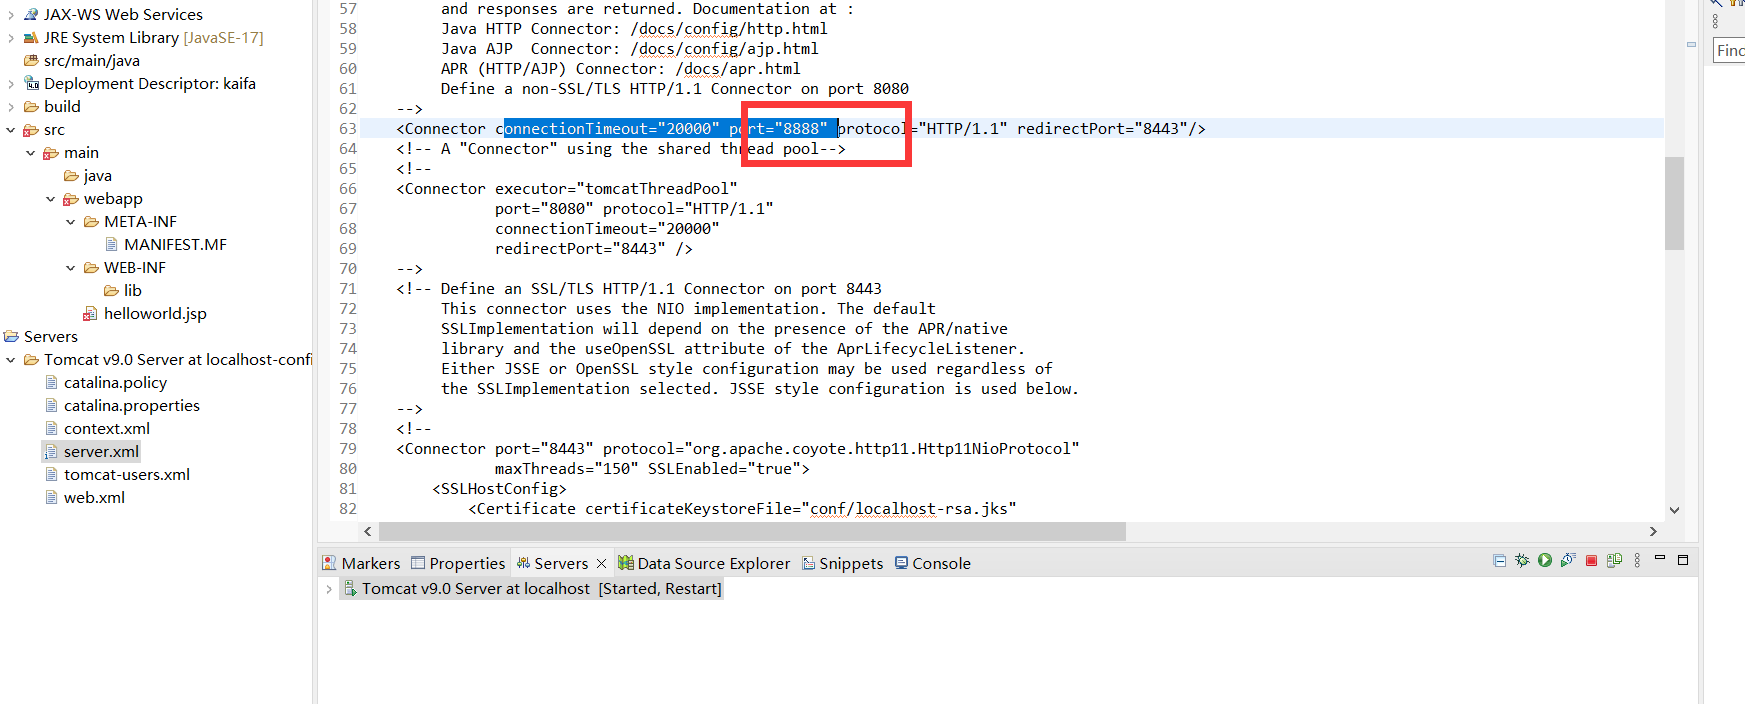 JAX-WS Web Services
JRE System Library [JavaSE-17]
src/main/java
Deployment Descriptor: kaifa
build
src
main
java
webapp
META-INF
MANIFEST.MF
WEB-INF
lib
helloworld.jsp
Servers
Tomcat v9.0 Server at localhost-confi
catalina.policy
catalina.properties
context.xml
server.xml
tomcat-users.xml
web.xml
57 and responses are returned. Documentation at :
58 Java HTTP Connector: /docs/config/http.html
59 Java AJP  Connector: /docs/config/ajp.html
60 APR (HTTP/AJP) Connector: /docs/apr.html
61 Define a non-SSL/TLS HTTP/1.1 Connector on port 8080
62 -->
63 <Connector connectionTimeout="20000" port="8888" protocol="HTTP/1.1" redirectPort="8443"/>
64 <!-- A "Connector" using the shared thread pool-->
65 <!--
66 <Connector executor="tomcatThreadPool"
67 port="8080" protocol="HTTP/1.1"
68 connectionTimeout="20000"
69 redirectPort="8443" />
70 -->
71 <!-- Define an SSL/TLS HTTP/1.1 Connector on port 8443
72 This connector uses the NIO implementation. The default
73 SSLImplementation will depend on the presence of the APR/native
74 library and the useOpenSSL attribute of the AprLifecycleListener.
75 Either JSSE or OpenSSL style configuration may be used regardless of
76 the SSLImplementation selected. JSSE style configuration is used below.
77 -->
78 <!--
79 <Connector port="8443" protocol="org.apache.coyote.http11.Http11NioProtocol"
80 maxThreads="150" SSLEnabled="true">
81 <SSLHostConfig>
82 <Certificate certificateKeystoreFile="conf/localhost-rsa.jks"
Finc
Markers Properties Servers Data Source Explorer Snippets Console
Tomcat v9.0 Server at localhost  [Started, Restart]